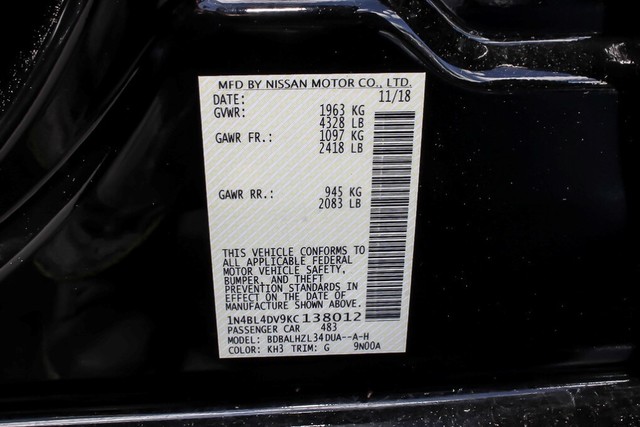 MFD BY NISSAN MOTOR CO., LTD.
DATE: 11/18
GVWR: 1963 KG
4328 LB
GAWR FR.: 1097 KG
2418 LB
GAWR RR.: 945 KG
2083 LB
THIS VEHICLE CONFORMS TO
ALL APPLICABLE FEDERAL
MOTOR VEHICLE SAFETY,
BUMPER, AND THEFT
PREVENTION STANDARDS IN
EFFECT ON THE DATE OF
MANUFACTURE SHOWN ABOVE.
1N4BL4DV9KC138012
PASSENGER CAR 483
MODEL: BDBALHZL34DUA--A-H
COLOR: KH3 TRIM: G 9N00A